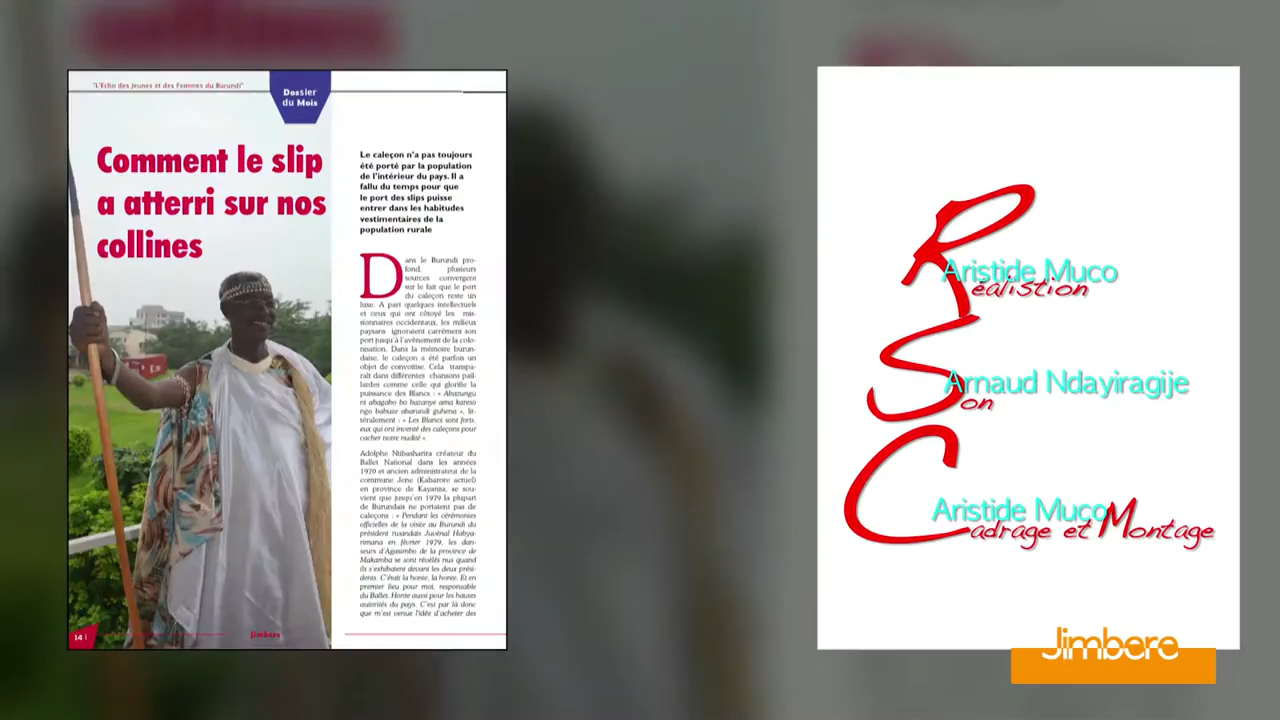 "L'Echo des Jeunes et des Femmes du Burundi"
Dossier
du Mois
Comment le slip
a atterri sur nos
collines
Le caleçon n'a pas toujours
été porté par la population
de l'intérieur du pays. Il a
fallu du temps pour que
le port des slips puisse
entrer dans les habitudes
vestimentaires de la
population rurale
Dans le Burundi pro-
fond, plusieurs
sources convergent
sur le fait que le port
du caleçon reste un
luxe. A part quelques intellectuels
et ceux qui ont côtoyé les mis-
sionnaires occidentaux, les milieux
paysans ignoraient carrément son
port jusqu'à l'avènement de la colo-
nisation. Dans la mémoire burun-
daise, le caleçon a été parfois un
objet de convoitise. Cela transpa-
raît dans différentes chansons pail-
lardes comme celle qui glorifie la
puissance des Blancs : « Abazungu
ni abagabo bo bazanye ama kareso
ngo babuze abarundi guhena », lit-
téralement : « Les Blancs sont forts,
eux qui ont inventé des caleçons pour
cacher notre nudité ».
Adolphe Ntibasharira créateur du
Ballet National dans les années
1970 et ancien administrateur de la
commune Jene (Kabarore actuel)
en province de Kayanza, se sou-
vient que jusqu'en 1979 la plupart
de Burundais ne portaient pas de
caleçons : « Pendant les cérémonies
officielles de la visite au Burundi du
président rwandais Juvénal Habya-
rimana en février 1979, les dan-
seurs d'Agasimbo de la province de
Makamba se sont révélés nus quand
ils s'exhibaient devant les deux prési-
dents. C'était la honte, la honte. Et en
premier lieu pour moi, responsable
du Ballet. Honte aussi pour les hautes
autorités du pays. C'est par là donc
que m'est venue l'idée d'acheter des
14 |
Jimbere
Aristide Muco
Réalistion
Arnaud Ndayiragije
Son
Aristide Muco
Cadrage et Montage
Jimbere